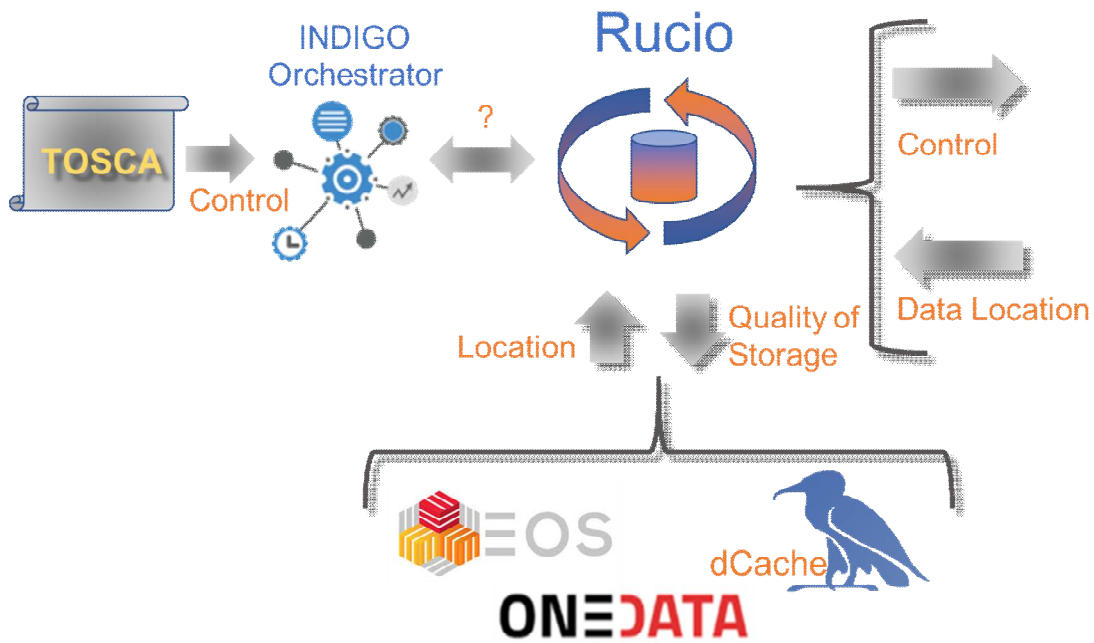 INDIGO
Orchestrator
Rucio
TOSCA
Control
?
Control
Data Location
Location
Quality of
Storage
EOS
dCache
ONEDATA